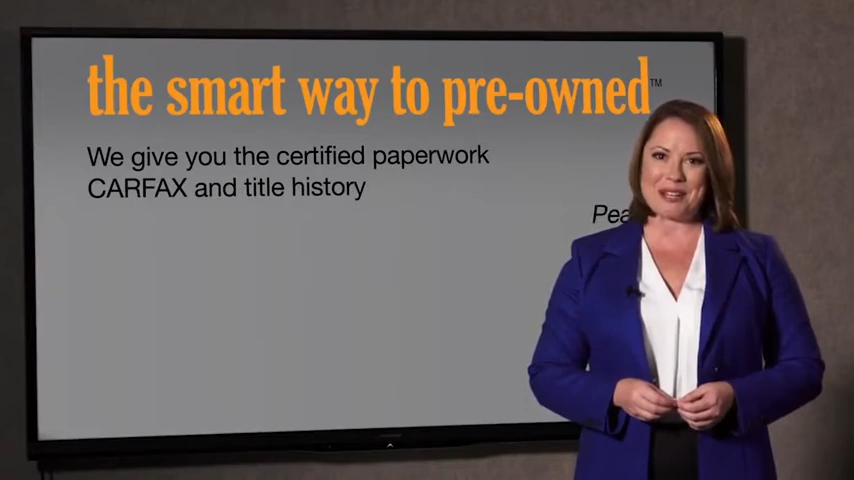 the smart way to pre-owned™
We give you the certified paperwork
CARFAX and title history